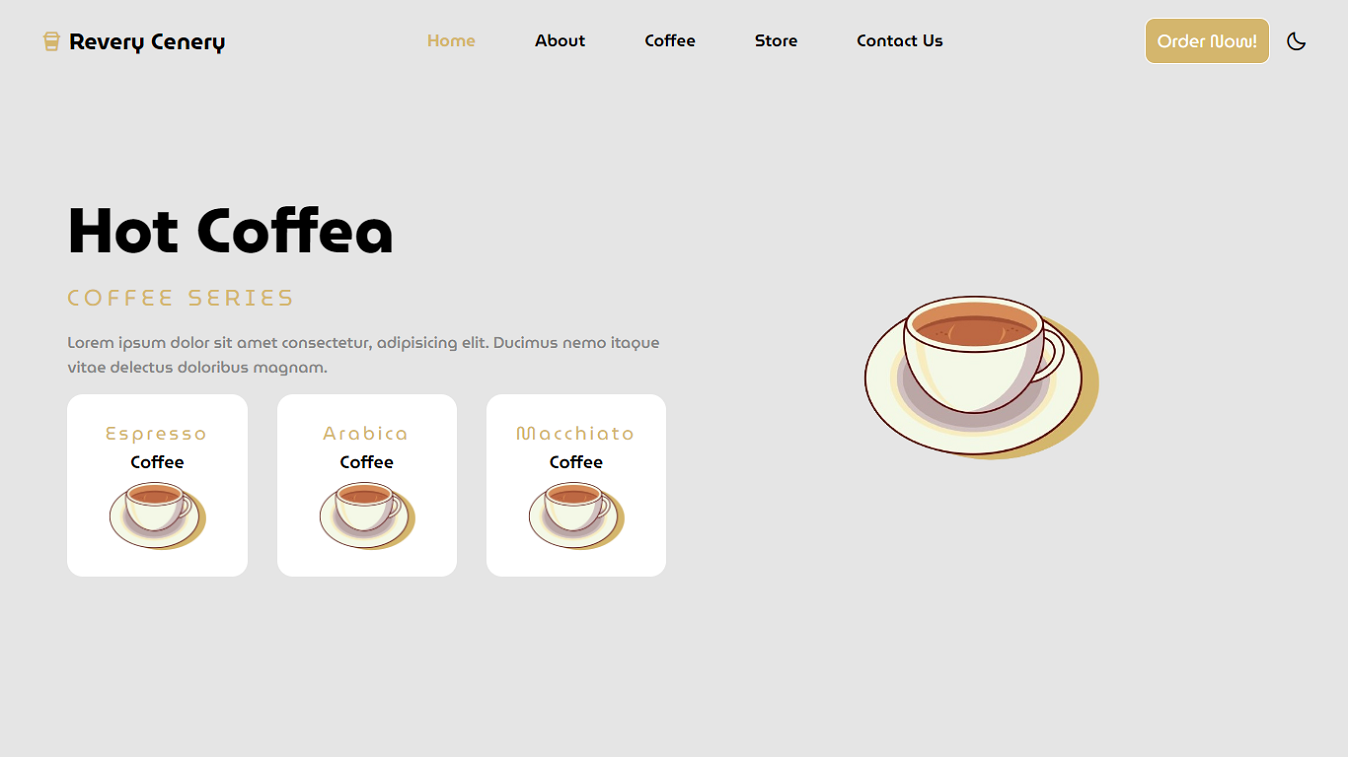 Revery Cenery
Home
About
Coffee
Store
Contact Us
Order Now!
Hot Coffea
COFFEE SERIES
Lorem ipsum dolor sit amet consectetur, adipisicing elit. Ducimus nemo itaque
vitae delectus doloribus magnam.
Espresso
Coffee
Arabica
Coffee
Macchiato
Coffee